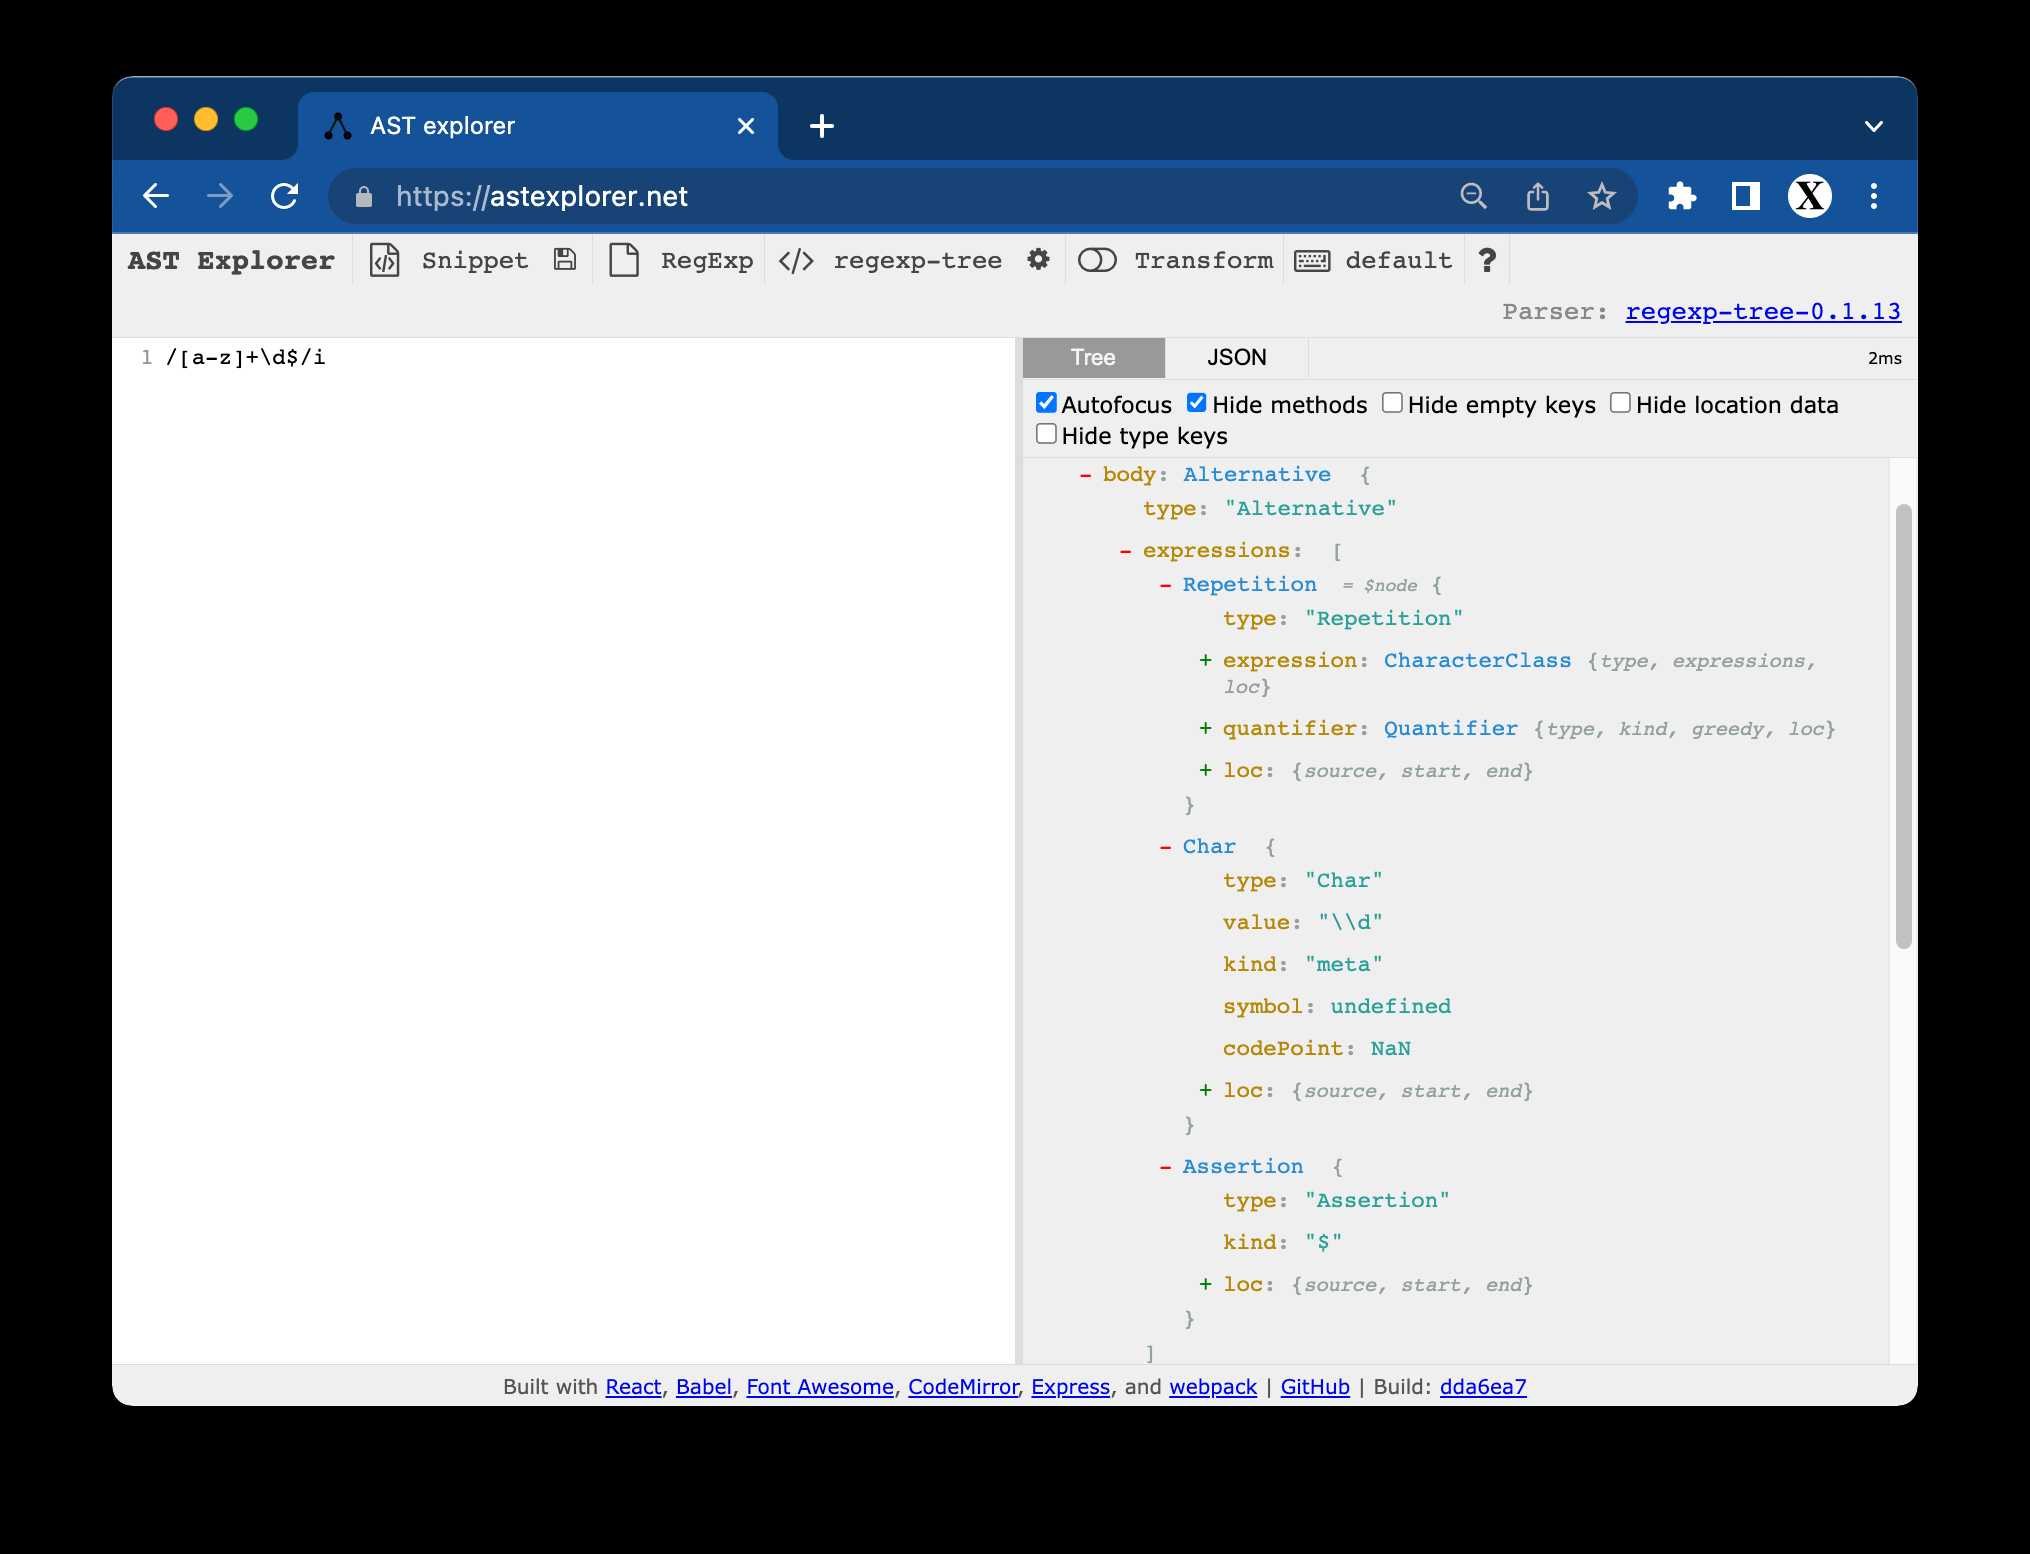 AST explorer
https://astexplorer.net
X
AST Explorer Snippet RegExp </> regexp-tree Transform default ?
Parser: regexp-tree-0.1.13
1 /[a-z]+\d$/i
Tree JSON 2ms
Autofocus Hide methods Hide empty keys Hide location data
Hide type keys
- body: Alternative {
type: "Alternative"
- expressions: [
- Repetition = $node {
type: "Repetition"
+ expression: CharacterClass {type, expressions,
loc}
+ quantifier: Quantifier {type, kind, greedy, loc}
+ loc: {source, start, end}
}
- Char {
type: "Char"
value: "\\d"
kind: "meta"
symbol: undefined
codePoint: NaN
+ loc: {source, start, end}
}
- Assertion {
type: "Assertion"
kind: "$"
+ loc: {source, start, end}
}
]
Built with React, Babel, Font Awesome, CodeMirror, Express, and webpack | GitHub | Build: dda6ea7